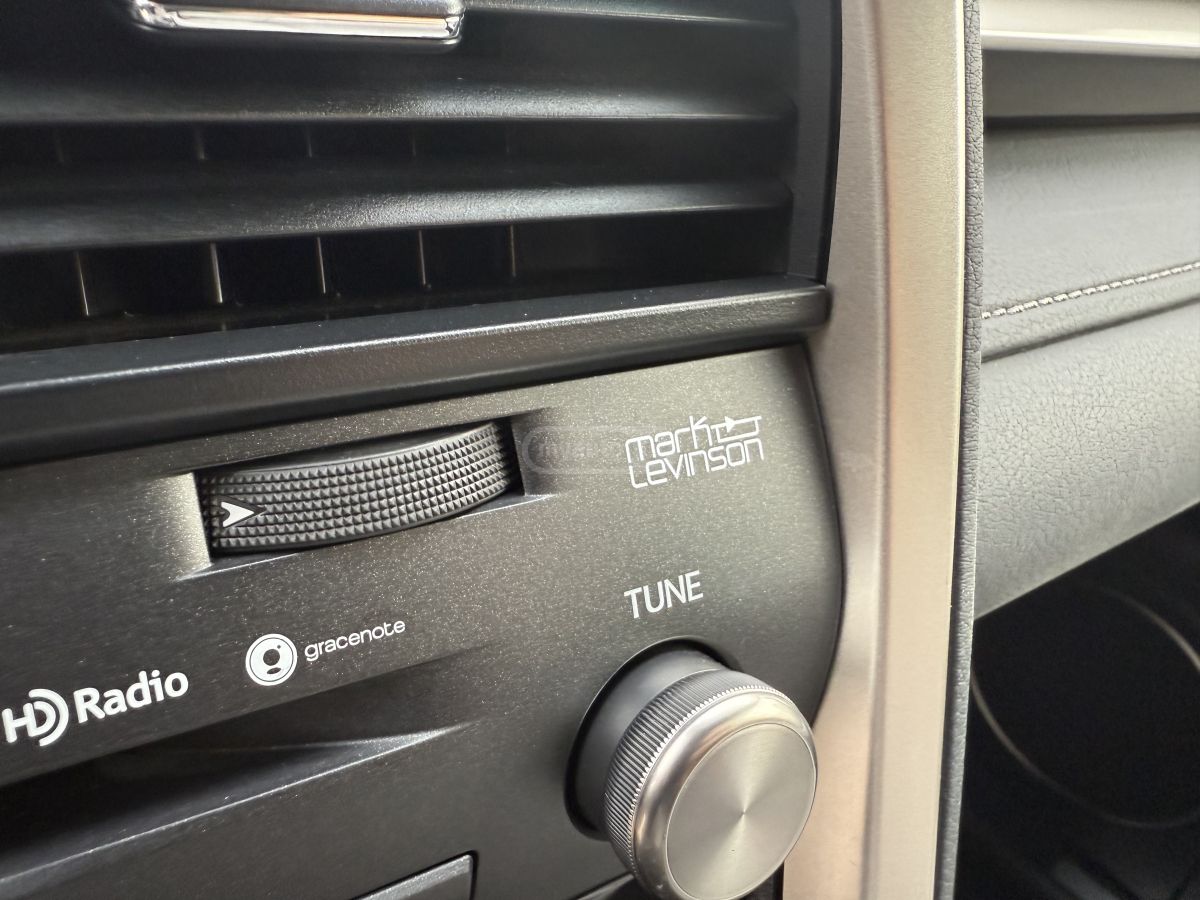 mark
LEVINSON
TUNE
gracenote
HD Radio